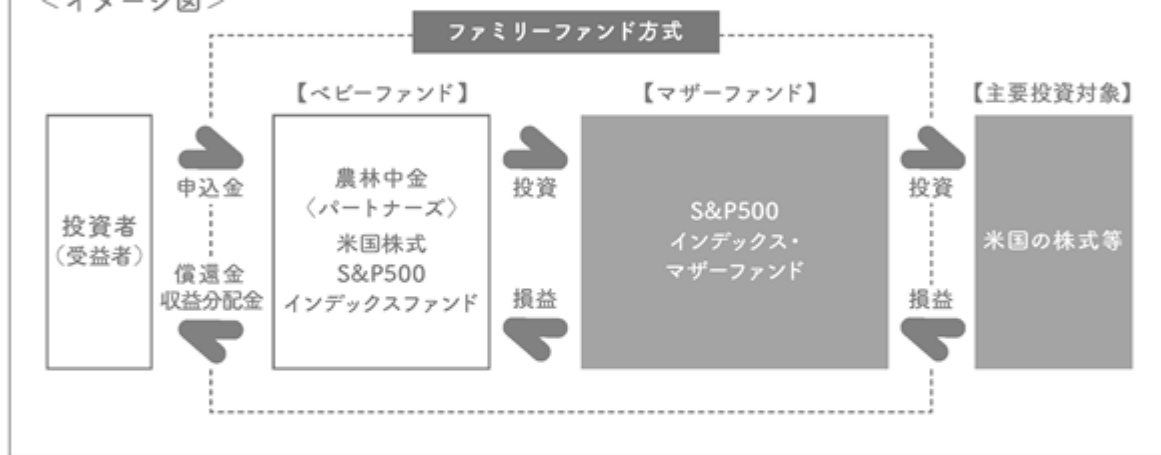 <イメージ図>
ファミリーファンド方式
【ベビーファンド】
【マザーファンド】
【主要投資対象】
投資者
(受益者)
申込金
償還金
収益分配金
農林中金
〈パートナーズ〉
米国株式
S&P500
インデックスファンド
投資
損益
S&P500
インデックス・
マザーファンド
投資
損益
米国の株式等